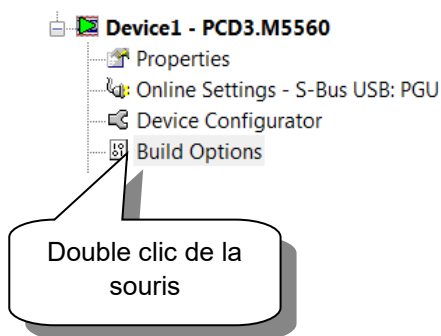 Device1 - PCD3.M5560
Properties
Online Settings - S-Bus USB: PGU
Device Configurator
Build Options
Double clic de la
souris